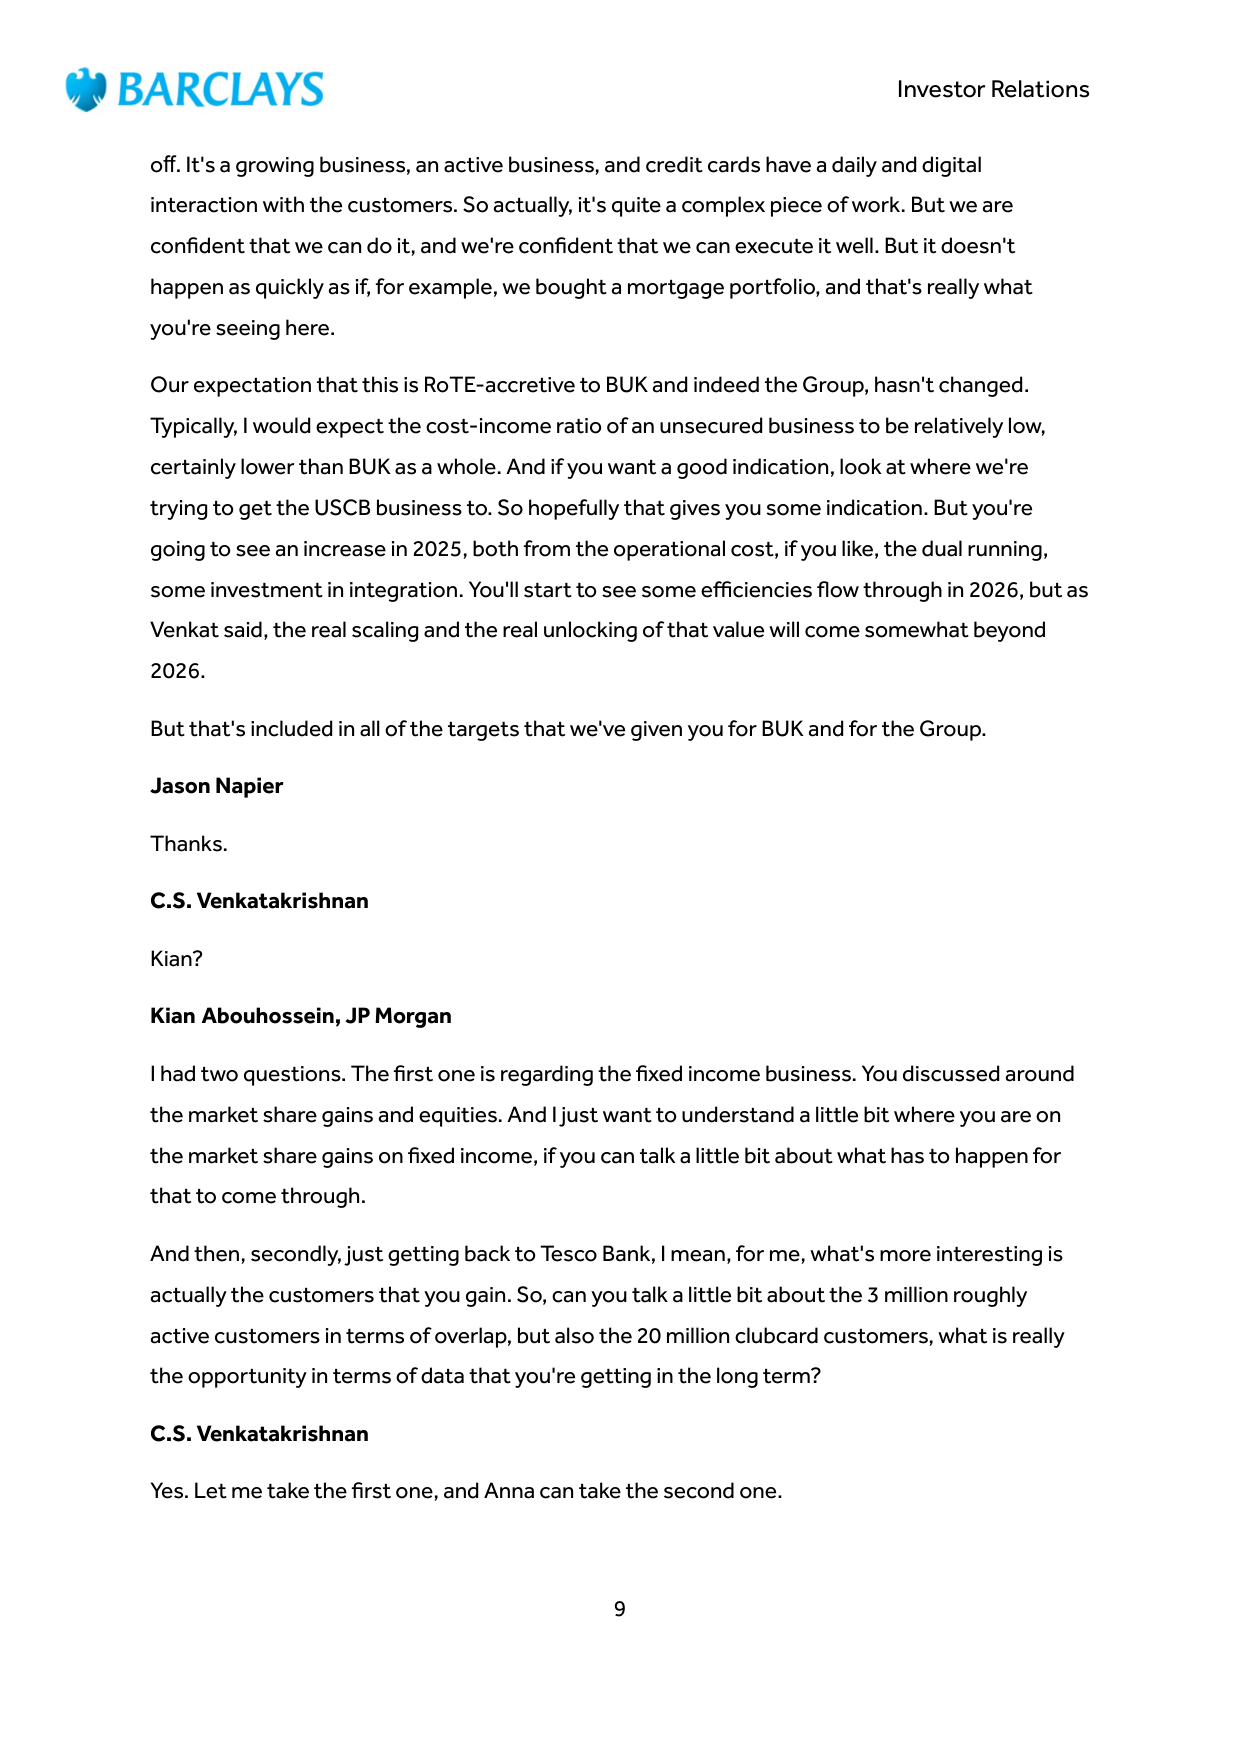 BARCLAYS
Investor Relations
off. It's a growing business, an active business, and credit cards have a daily and digital
interaction with the customers. So actually, it's quite a complex piece of work. But we are
confident that we can do it, and we're confident that we can execute it well. But it doesn't
happen as quickly as if, for example, we bought a mortgage portfolio, and that's really what
you're seeing here.
Our expectation that this is RoTE-accretive to BUK and indeed the Group, hasn't changed.
Typically, I would expect the cost-income ratio of an unsecured business to be relatively low,
certainly lower than BUK as a whole. And if you want a good indication, look at where we're
trying to get the USCB business to. So hopefully that gives you some indication. But you're
going to see an increase in 2025, both from the operational cost, if you like, the dual running,
some investment in integration. You'll start to see some efficiencies flow through in 2026, but as
Venkat said, the real scaling and the real unlocking of that value will come somewhat beyond
2026.
But that's included in all of the targets that we've given you for BUK and for the Group.
Jason Napier
Thanks.
C.S. Venkatakrishnan
Kian?
Kian Abouhossein, JP Morgan
I had two questions. The first one is regarding the fixed income business. You discussed around
the market share gains and equities. And I just want to understand a little bit where you are on
the market share gains on fixed income, if you can talk a little bit about what has to happen for
that to come through.
And then, secondly, just getting back to Tesco Bank, I mean, for me, what's more interesting is
actually the customers that you gain. So, can you talk a little bit about the 3 million roughly
active customers in terms of overlap, but also the 20 million clubcard customers, what is really
the opportunity in terms of data that you're getting in the long term?
C.S. Venkatakrishnan
Yes. Let me take the first one, and Anna can take the second one.
9